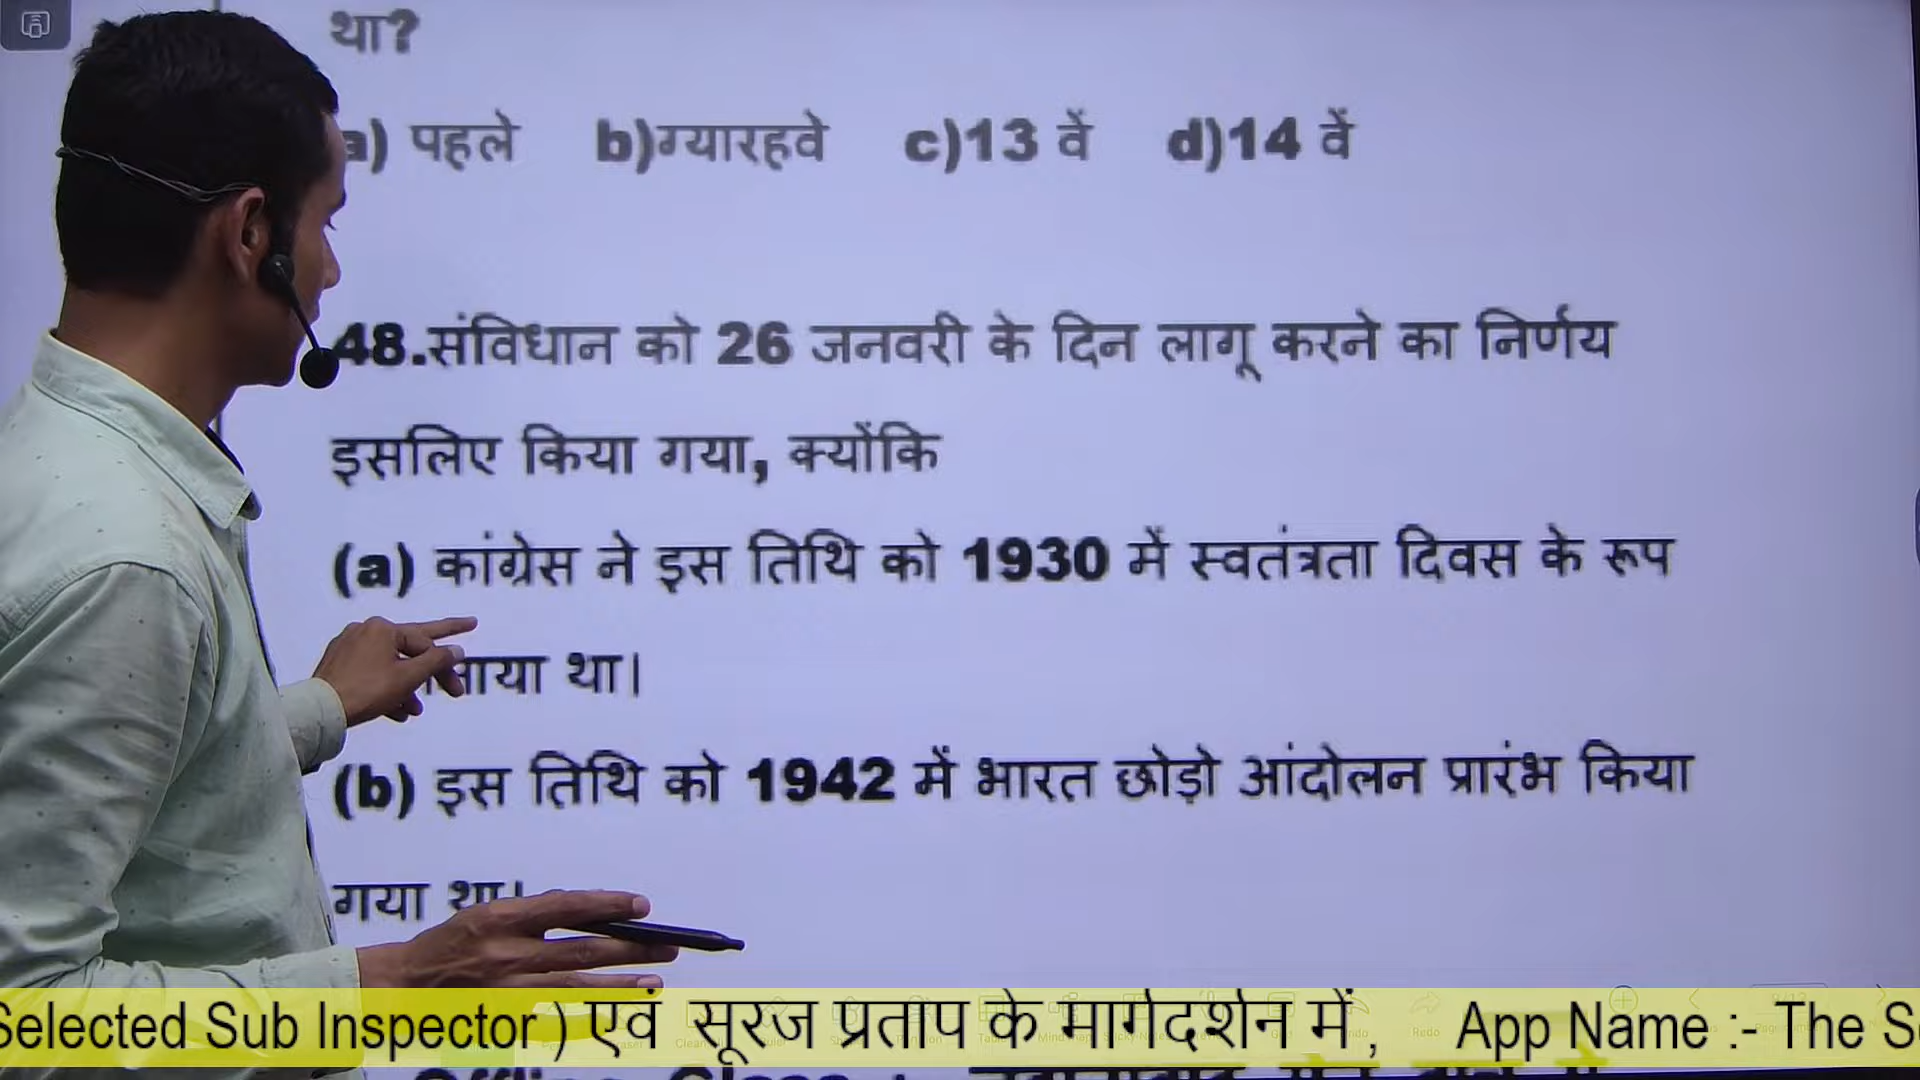 था?
a) पहले b)ग्यारहवे c)13 वें d)14 वें
48.संविधान को 26 जनवरी के दिन लागू करने का निर्णय
इसलिए किया गया, क्योंकि
(a) कांग्रेस ने इस तिथि को 1930 में स्वतंत्रता दिवस के रूप
था।
(b) इस तिथि को 1942 में भारत छोड़ो आंदोलन प्रारंभ किया
गया था।
Selected Sub Inspector ) एवं सूरज प्रताप के मार्गदर्शन में, App Name :- The S